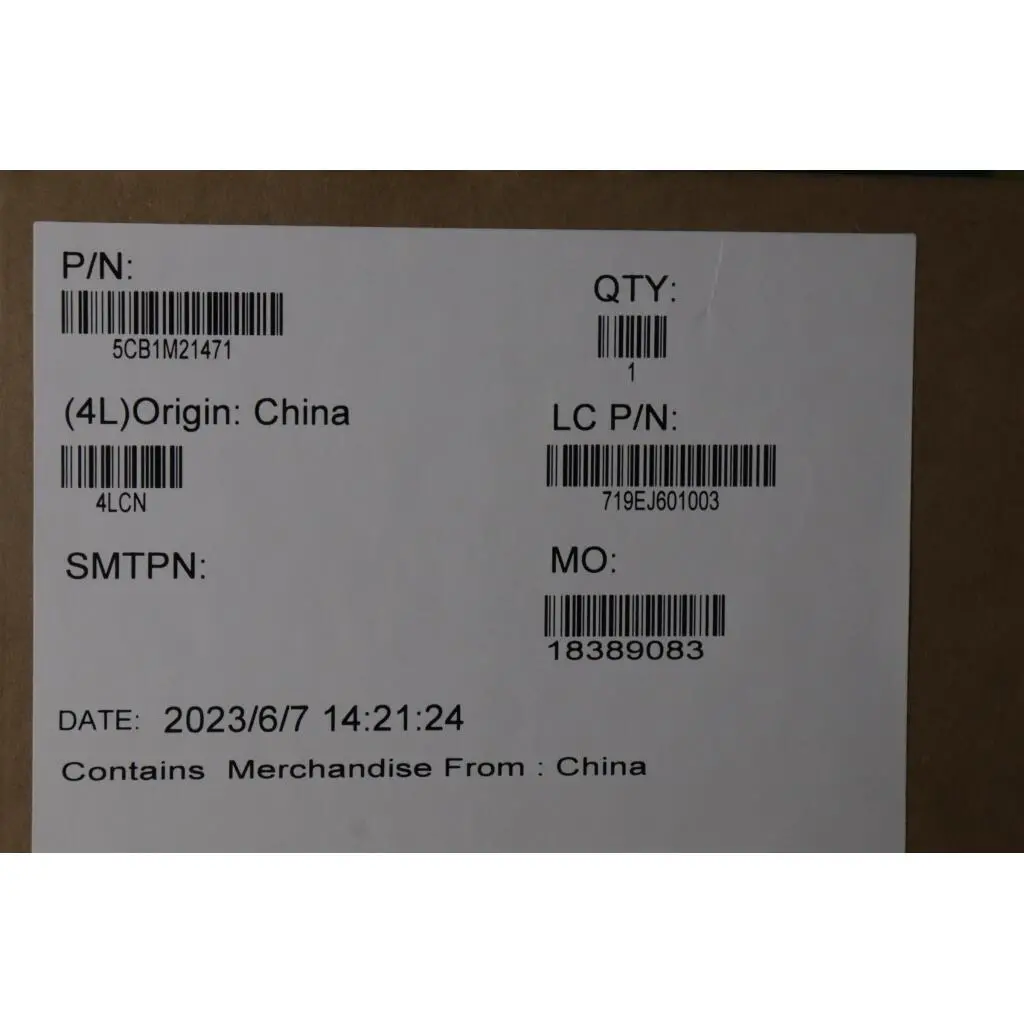 P/N:
5CB1M21471
QTY:
1
(4L)Origin: China
4LCN
LC P/N:
719EJ601003
SMTPN:
MO:
18389083
DATE: 2023/6/7 14:21:24
Contains Merchandise From : China